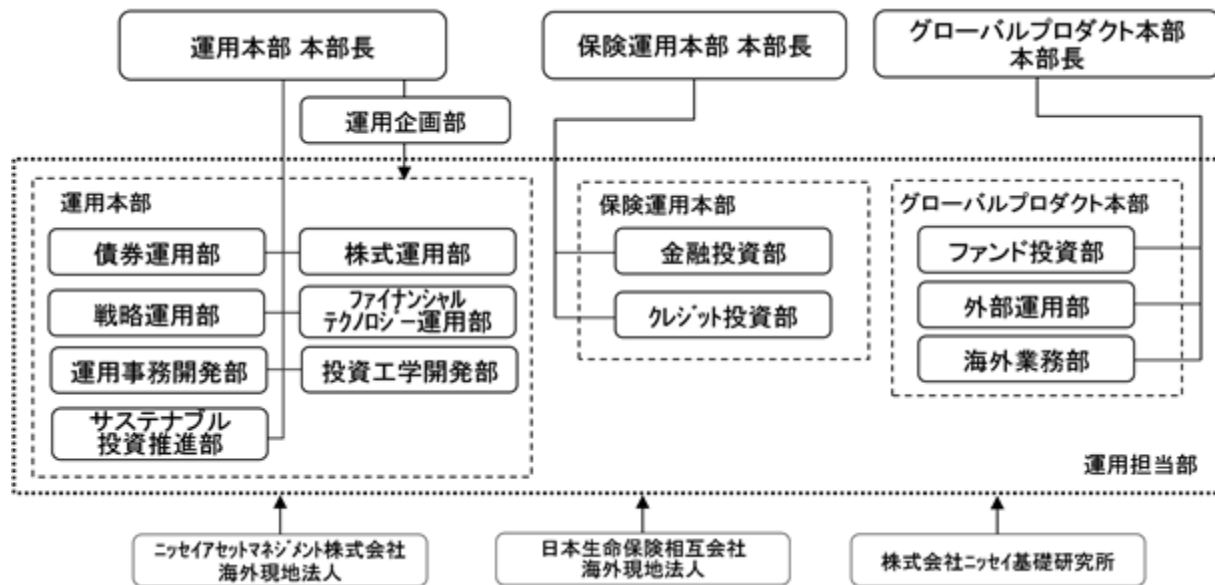 運用本部 本部長
保険運用本部 本部長
グローバルプロダクト本部
本部長
運用企画部
運用本部
債券運用部
株式運用部
戦略運用部
ファイナンシャル
テクノロジー運用部
運用事務開発部
投資工学開発部
サステナブル
投資推進部
保険運用本部
金融投資部
クレジット投資部
グローバルプロダクト本部
ファンド投資部
外部運用部
海外業務部
運用担当部
ニッセイアセットマネジメント株式会社
海外現地法人
日本生命保険相互会社
海外現地法人
株式会社ニッセイ基礎研究所